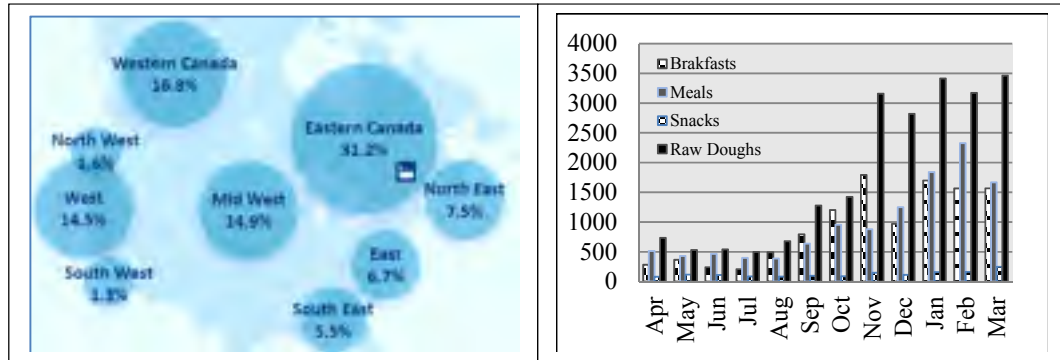 Western Canada
16.8%
Eastern Canada
31.2%
North West
1.6%
West
14.5%
Mid West
14.9%
North East
7.5%
East
6.7%
South West
1.3%
South East
5.5%
4000
3500
3000
2500
2000
1500
1000
500
0
Brakfasts
Meals
Snacks
Raw Doughs
Apr
May
Jun
Jul
Aug
Sep
Oct
Nov
Dec
Jan
Feb
Mar